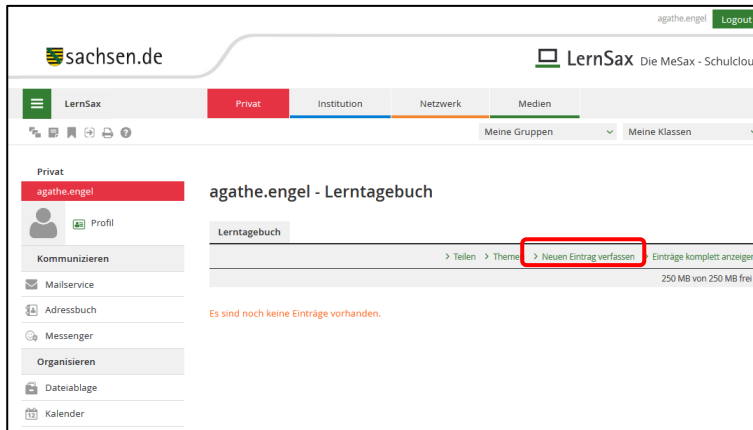 agathe.engel Logout
sachsen.de
LernSax Die MeSax - Schulclou
LernSax Privat Institution Netzwerk Medien
Meine Gruppen Meine Klassen
Privat
agathe.engel
Profil
Kommunizieren
Mailservice
Adressbuch
Messenger
Organisieren
Dateiablage
12 Kalender
agathe.engel - Lerntagebuch
Lerntagebuch
> Teilen > Theme > Neuen Eintrag verfassen Einträge komplett anzeigen
250 MB von 250 MB frei
Es sind noch keine Einträge vorhanden.